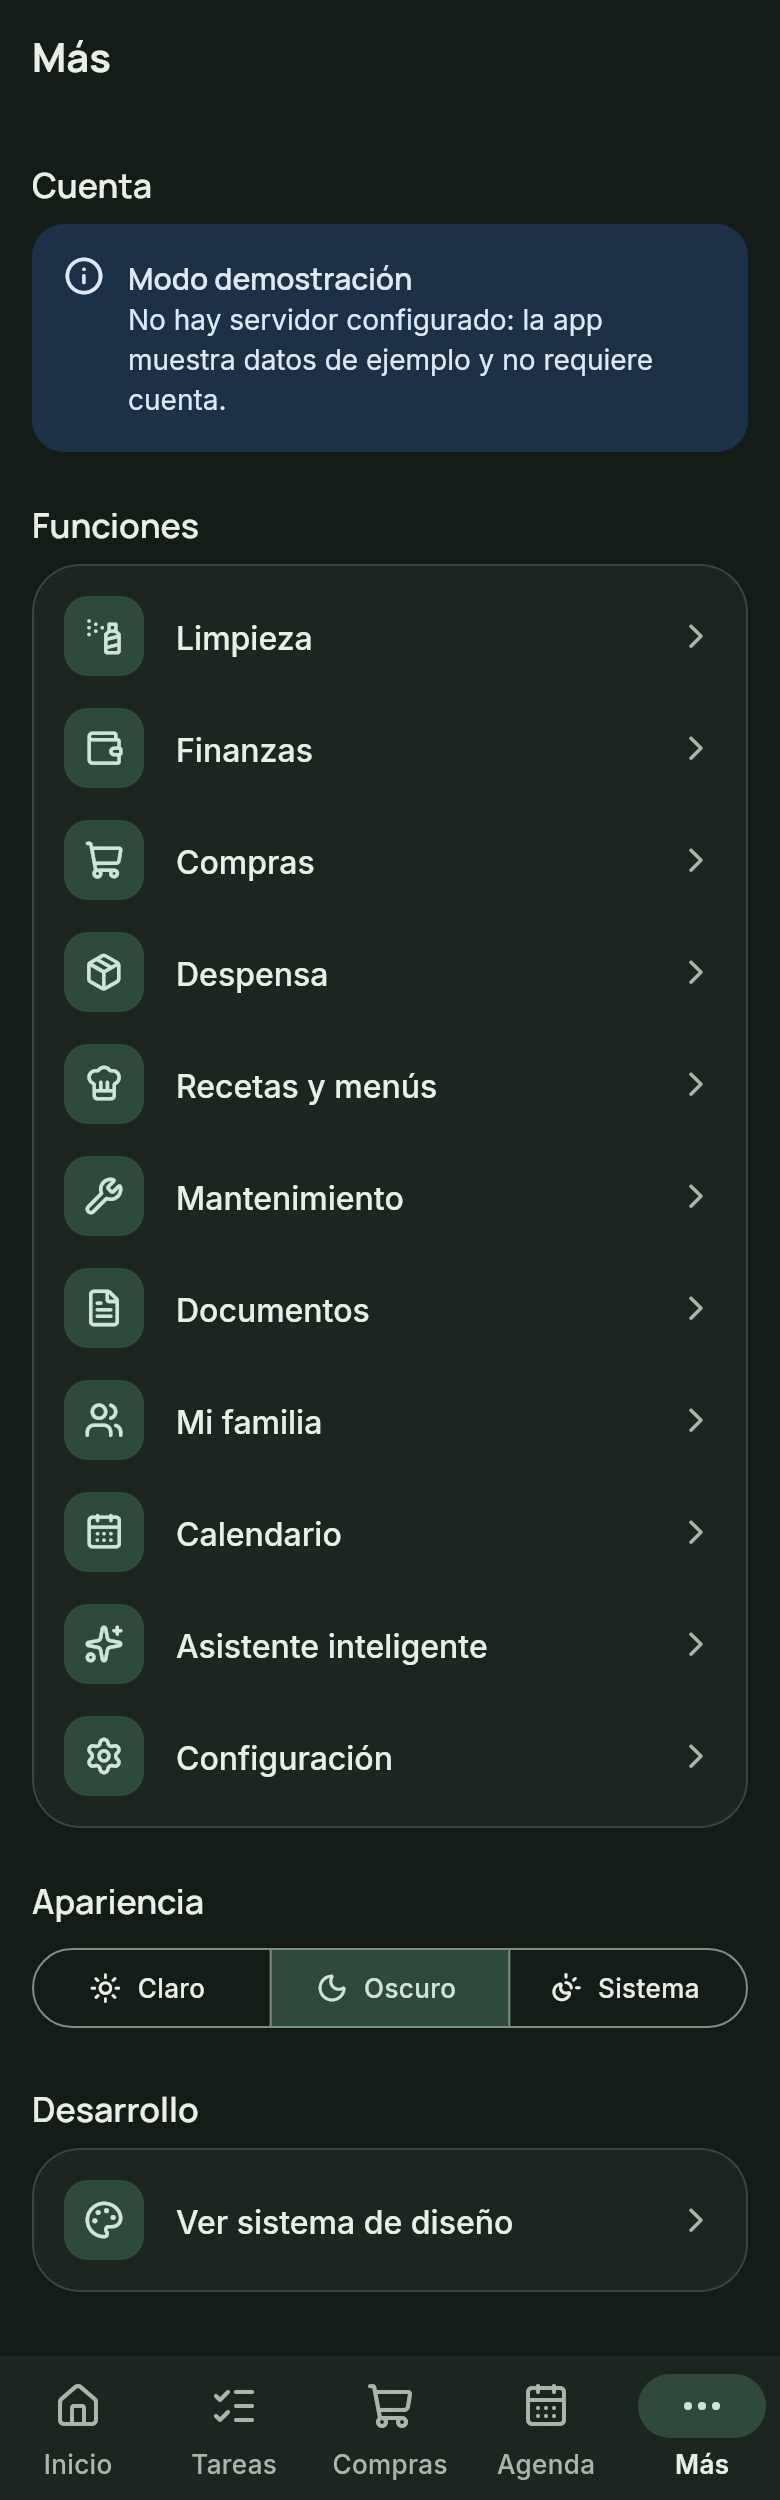 Más
Cuenta
Modo demostración
No hay servidor configurado: la app
muestra datos de ejemplo y no requiere
cuenta.
Funciones
Limpieza
Finanzas
Compras
Despensa
Recetas y menús
Mantenimiento
Documentos
Mi familia
Calendario
Asistente inteligente
Configuración
Apariencia
Claro
Oscuro
Sistema
Desarrollo
Ver sistema de diseño
Inicio
Tareas
Compras
Agenda
Más